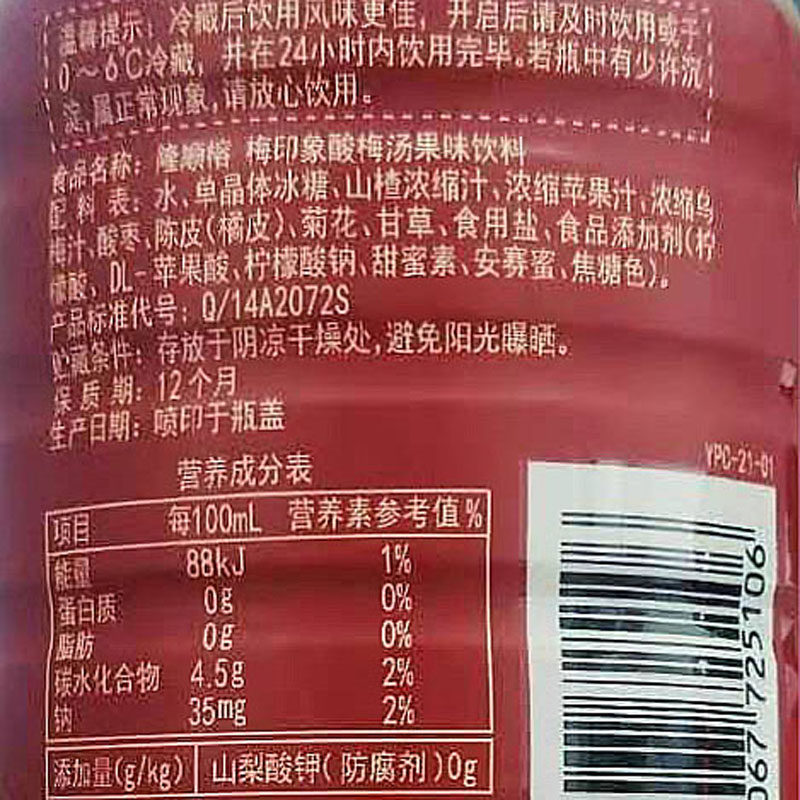 温馨提示：冷藏后饮用风味更佳，开启后请及时饮用或于
0～6℃冷藏，并在24小时内饮用完毕。若瓶中有少许沉
淀,属正常现象,请放心饮用。
食品名称：隆顺榕 梅印象酸梅汤果味饮料
配 料 表：水、单晶体冰糖、山楂浓缩汁、浓缩苹果汁、浓缩乌
梅汁、酸枣、陈皮(橘皮)、菊花、甘草、食用盐、食品添加剂(柠
檬酸、DL-苹果酸、柠檬酸钠、甜蜜素、安赛蜜、焦糖色)。
产品标准代号：Q/14A2072S
贮藏条件：存放于阴凉干燥处,避免阳光曝晒。
保 质 期：12个月
生产日期：喷印于瓶盖
YPC-21-01
营养成分表
项目 每100mL 营养素参考值%
能量 88kJ 1%
蛋白质 0g 0%
脂肪 0g 0%
碳水化合物 4.5g 2%
钠 35mg 2%
添加量(g/kg) 山梨酸钾(防腐剂)0g
067 725106